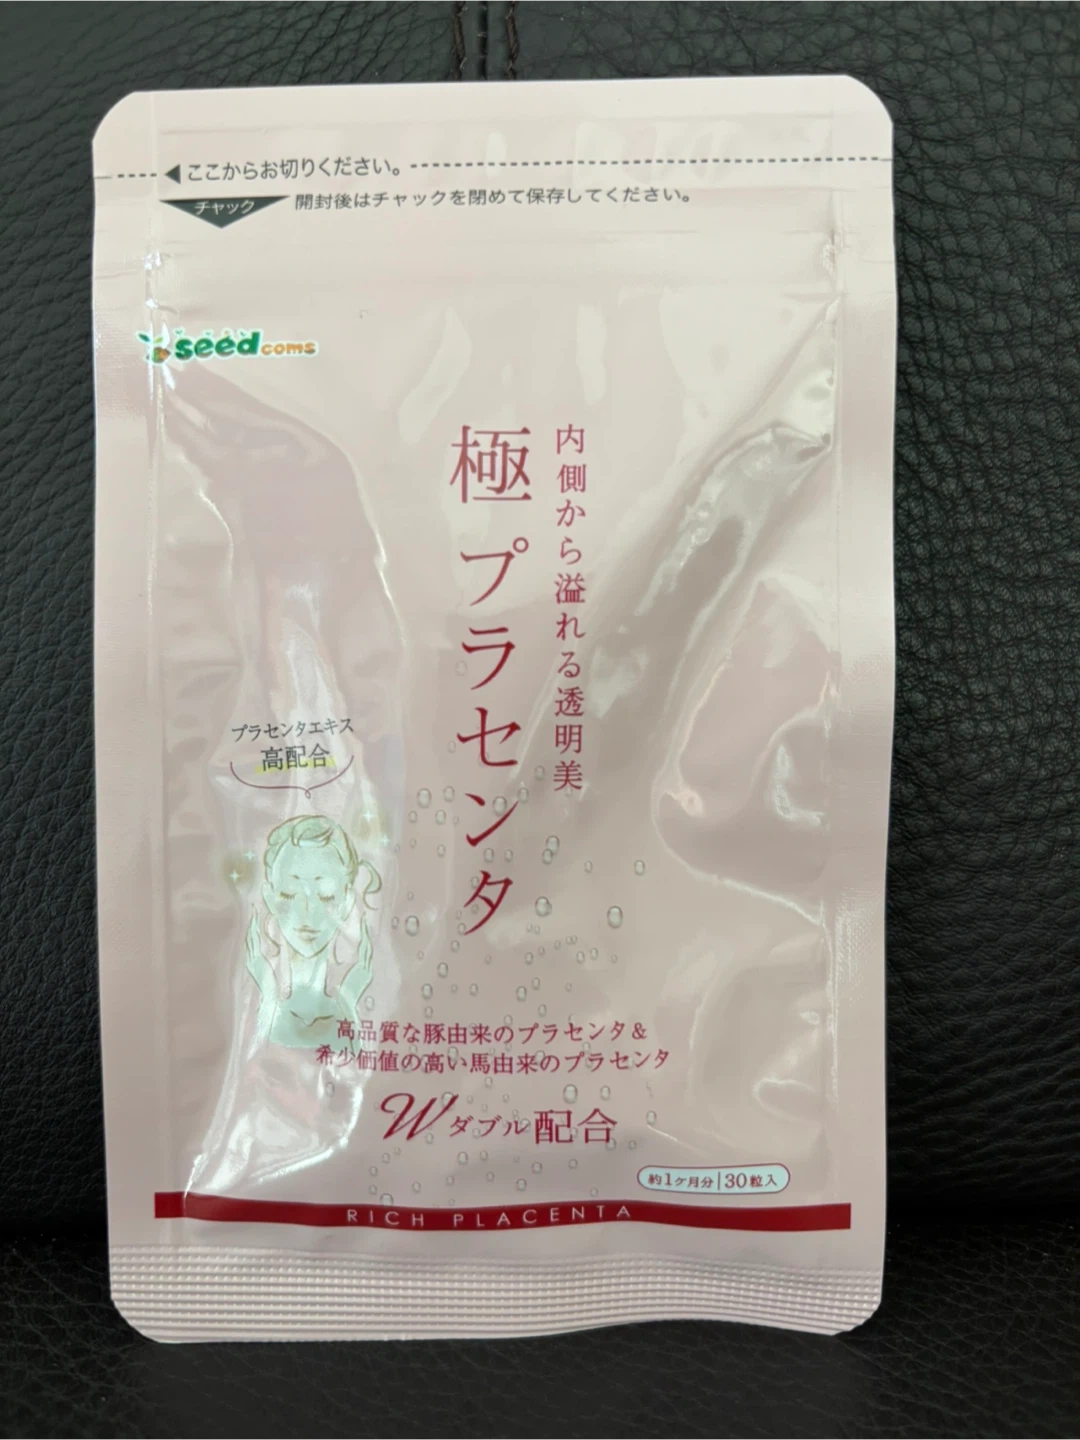 ここからお切りください。
チャック
開封後はチャックを閉めて保存してください。
seed coms
内側から溢れる透明美
極 プラセンタ
プラセンタエキス
高配合
高品質な豚由来のプラセンタ&
希少価値の高い馬由来のプラセンタ
Wダブル配合
約1ヶ月分|30粒入
RICH PLACENTA